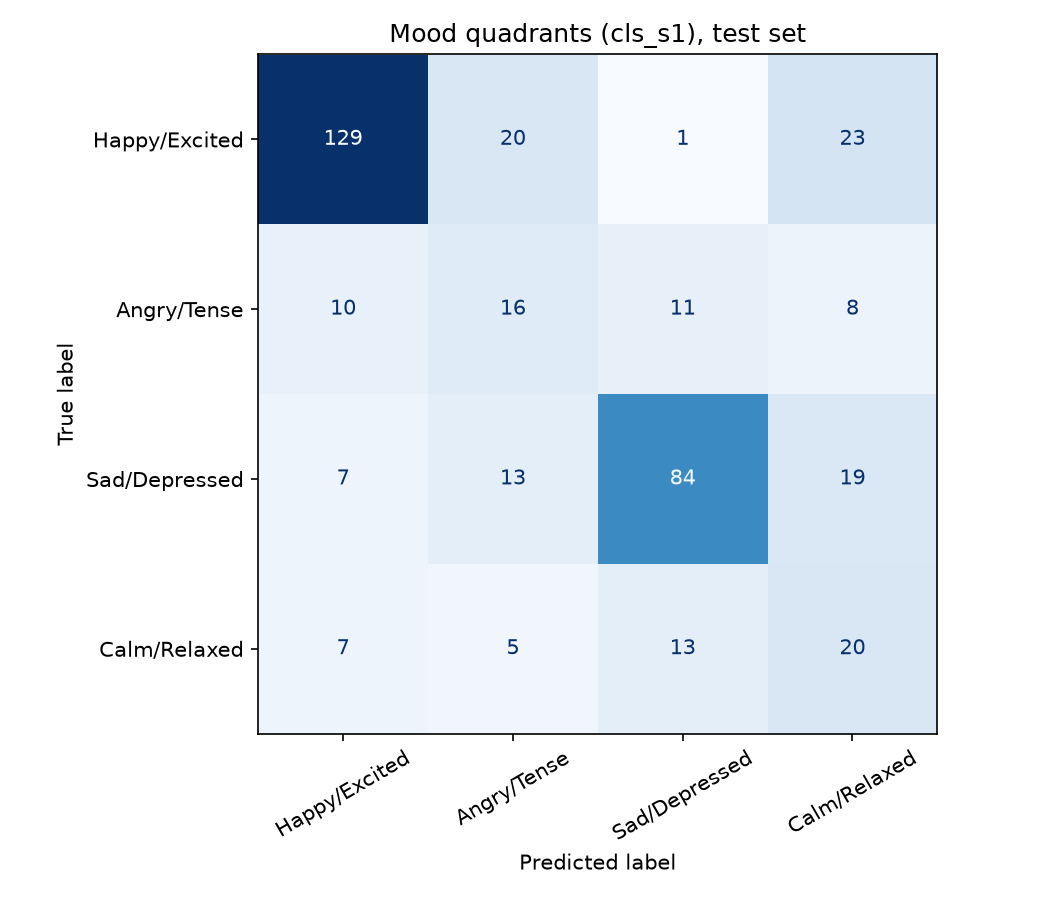 Mood quadrants (cls_s1), test set
True label
Happy/Excited 129 20 1 23
Angry/Tense 10 16 11 8
Sad/Depressed 7 13 84 19
Calm/Relaxed 7 5 13 20
Happy/Excited Angry/Tense Sad/Depressed Calm/Relaxed
Predicted label